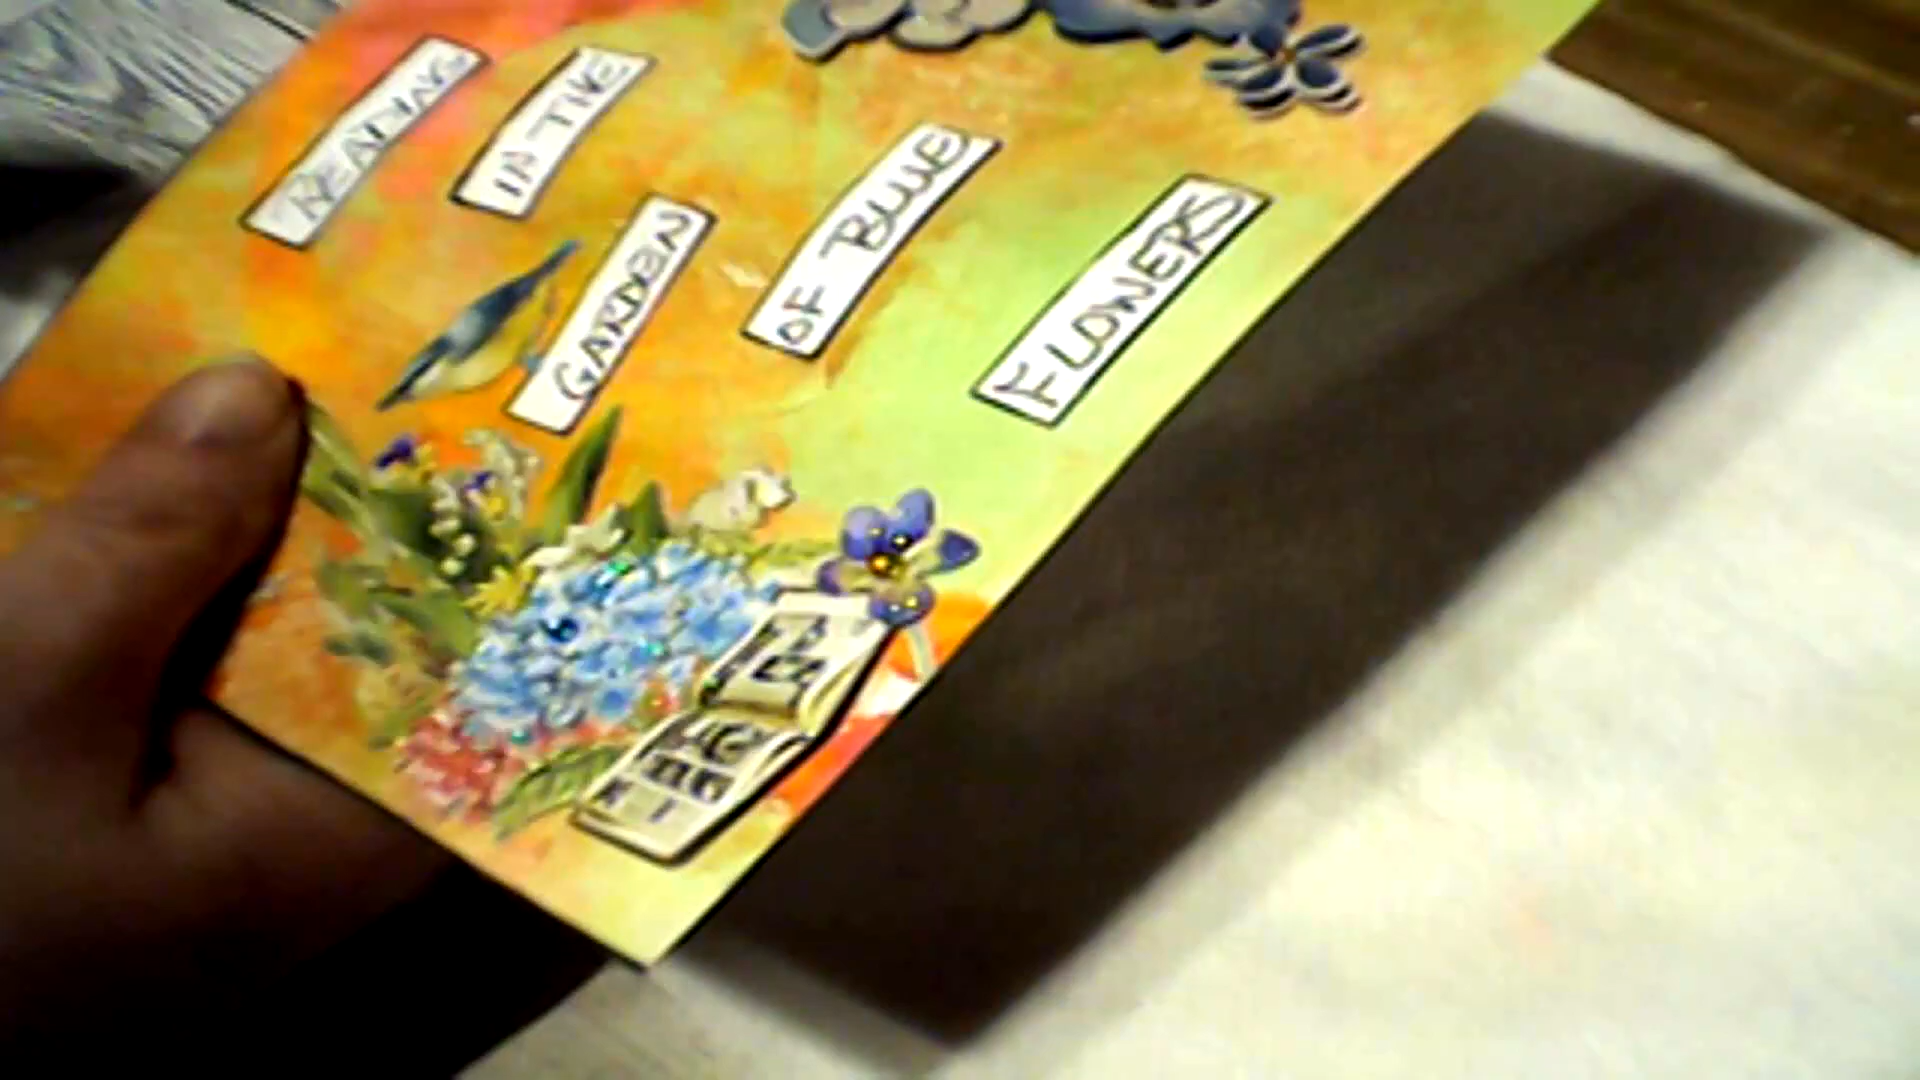 READING
IN THE
GARDEN
OF BLUE
FLOWERS